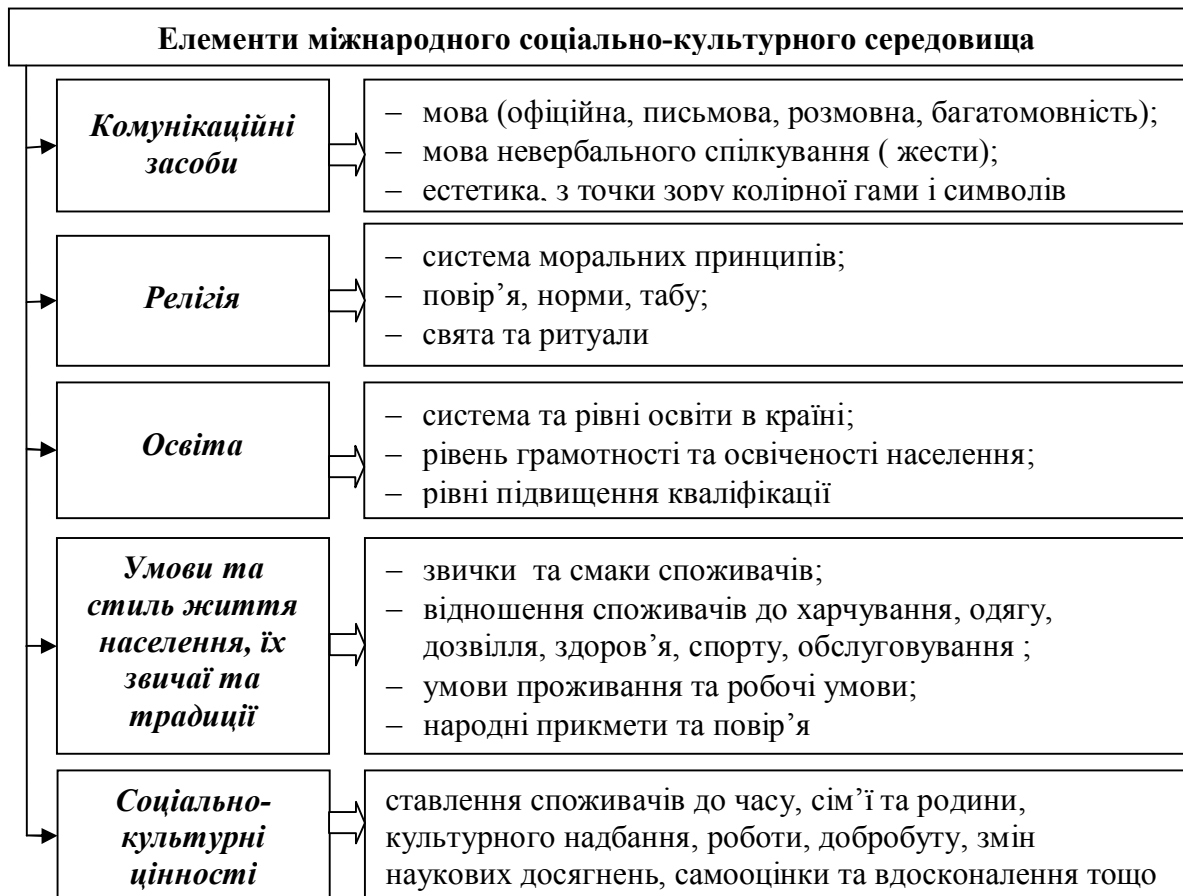 Елементи міжнародного соціально-культурного середовища
Комунікаційні
засоби
– мова (офіційна, письмова, розмовна, багатомовність);
– мова невербального спілкування ( жести);
– естетика, з точки зору колірної гами і символів
Релігія
– система моральних принципів;
– повір’я, норми, табу;
– свята та ритуали
Освіта
– система та рівні освіти в країні;
– рівень грамотності та освіченості населення;
– рівні підвищення кваліфікації
Умови та
стиль життя
населення, їх
звичаї та
традиції
– звички та смаки споживачів;
– відношення споживачів до харчування, одягу,
дозвілля, здоров’я, спорту, обслуговування ;
– умови проживання та робочі умови;
– народні прикмети та повір’я
Соціально-
культурні
цінності
ставлення споживачів до часу, сім’ї та родини,
культурного надбання, роботи, добробуту, змін
наукових досягнень, самооцінки та вдосконалення тощо